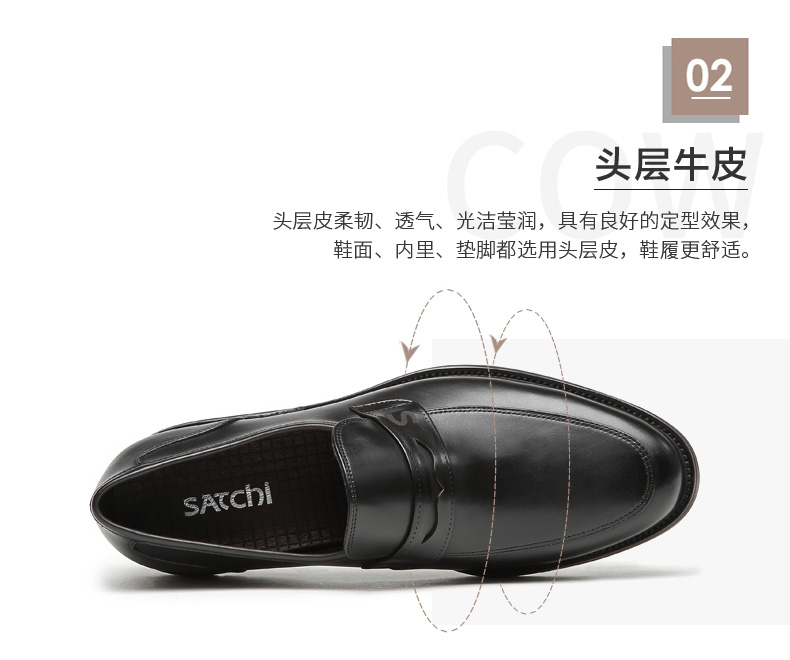 02
COW
头层牛皮
头层皮柔韧、透气、光洁莹润，具有良好的定型效果，
鞋面、内里、垫脚都选用头层皮，鞋履更舒适。
SATCHi